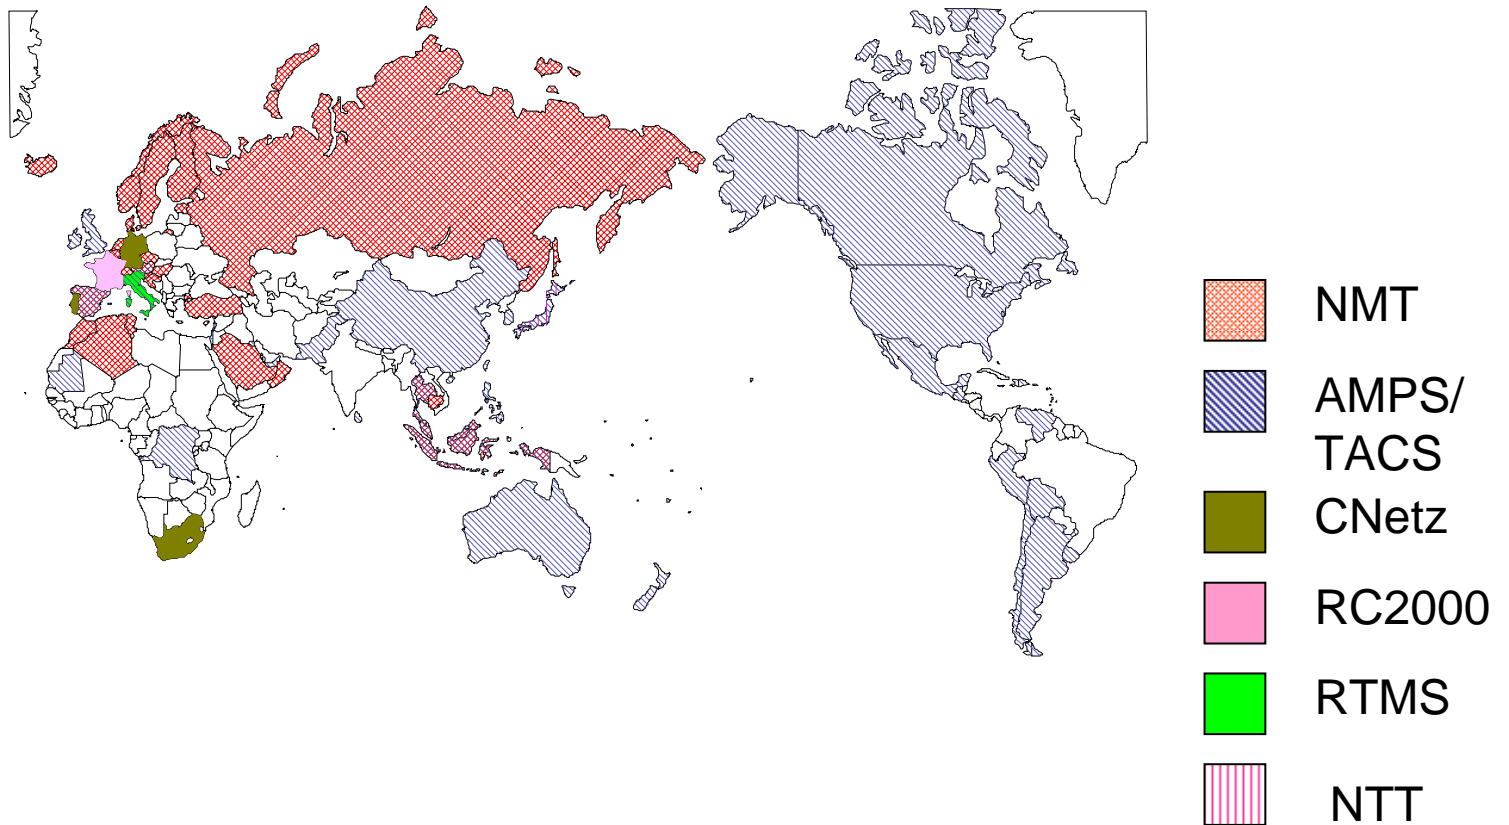 NMT
AMPS/
TACS
CNetz
RC2000
RTMS
NTT